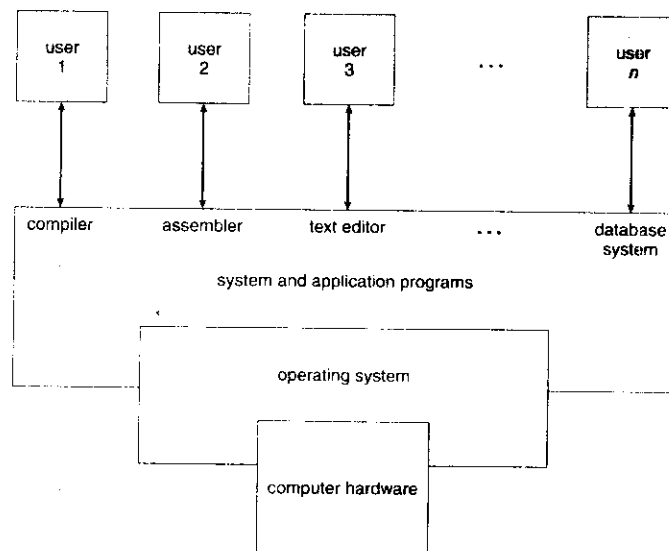 user
1
user
2
user
3
...
user
n
compiler
assembler
text editor
...
database
system
system and application programs
operating system
computer hardware